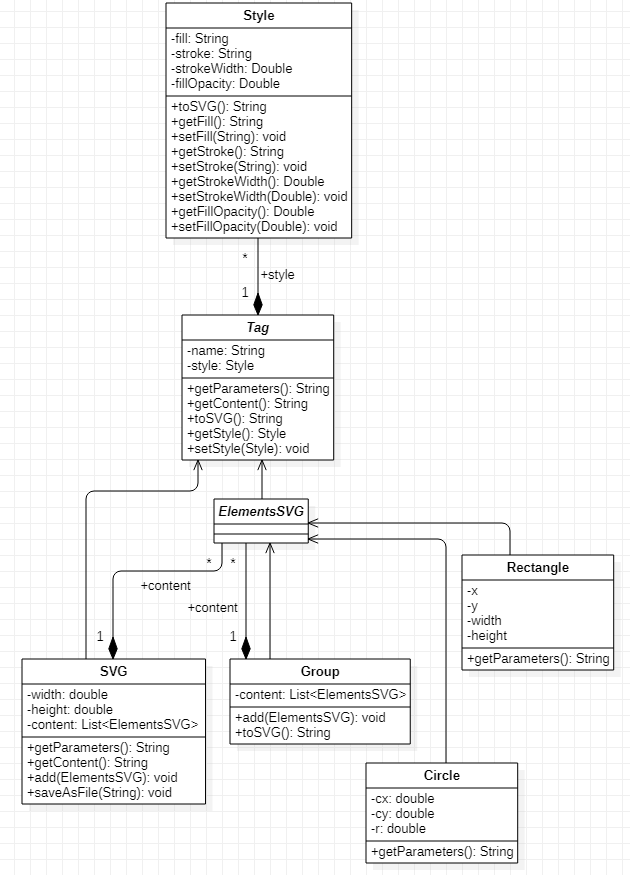 Style
-fill: String
-stroke: String
-strokeWidth: Double
-fillOpacity: Double
+toSVG(): String
+getFill(): String
+setFill(String): void
+getStroke(): String
+setStroke(String): void
+getStrokeWidth(): Double
+setStrokeWidth(Double): void
+getFillOpacity(): Double
+setFillOpacity(Double): void
*
+style
1
Tag
-name: String
-style: Style
+getParameters(): String
+getContent(): String
+toSVG(): String
+getStyle(): Style
+setStyle(Style): void
ElementsSVG
*
*
+content
+content
1
1
Rectangle
-x
-y
-width
-height
+getParameters(): String
SVG
-width: double
-height: double
-content: List<ElementsSVG>
+getParameters(): String
+getContent(): String
+add(ElementsSVG): void
+saveAsFile(String): void
Group
-content: List<ElementsSVG>
+add(ElementsSVG): void
+toSVG(): String
Circle
-cx: double
-cy: double
-r: double
+getParameters(): String